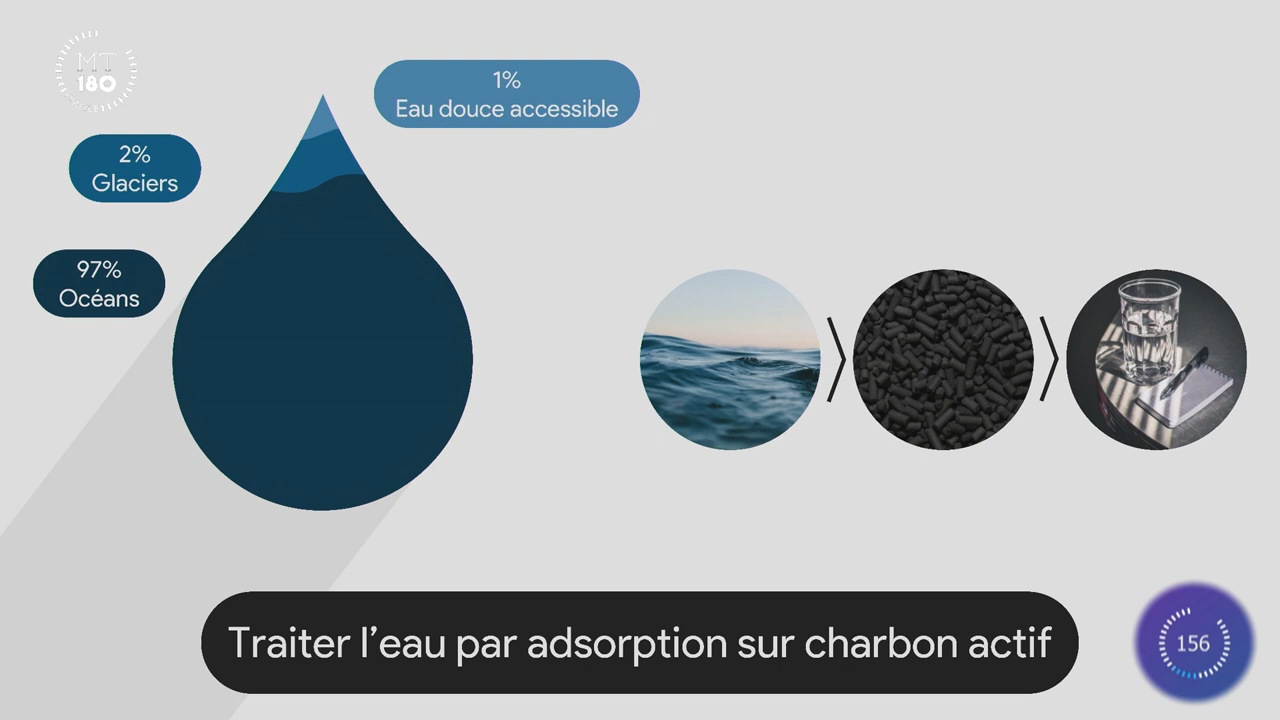 MT
180
1%
Eau douce accessible
2%
Glaciers
97%
Océans
Traiter l’eau par adsorption sur charbon actif
156